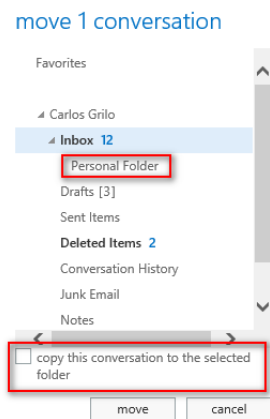 move 1 conversation
Favorites
Carlos Grilo
Inbox 12
Personal Folder
Drafts [3]
Sent Items
Deleted Items 2
Conversation History
Junk Email
Notes
copy this conversation to the selected
folder
move cancel